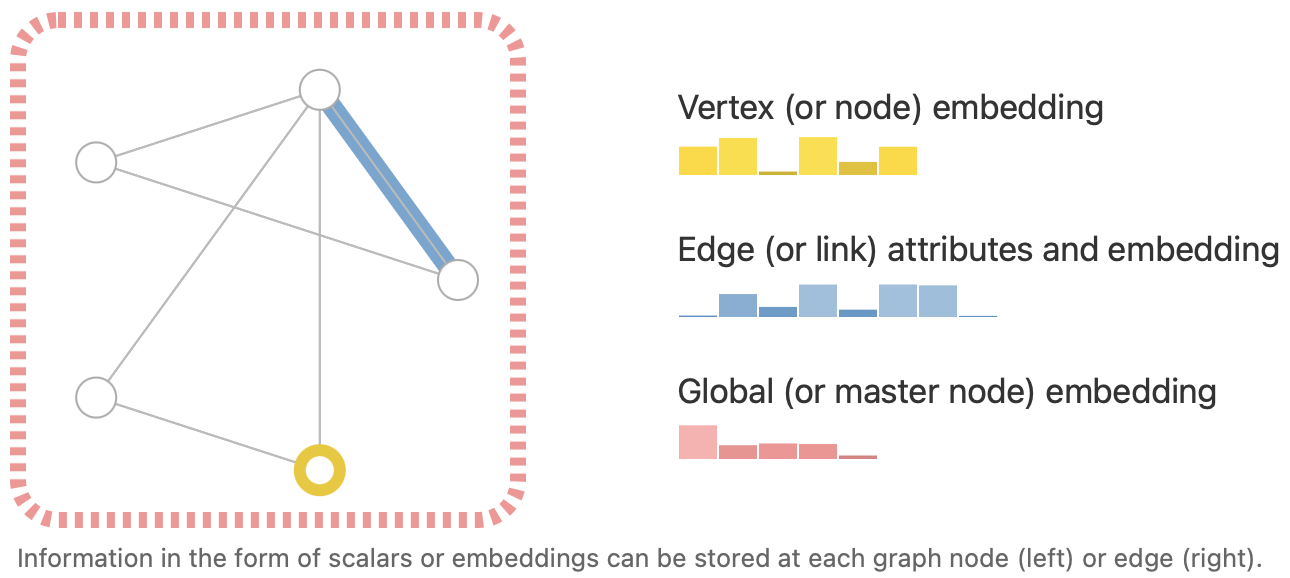 Vertex (or node) embedding
Edge (or link) attributes and embedding
Global (or master node) embedding
Information in the form of scalars or embeddings can be stored at each graph node (left) or edge (right).